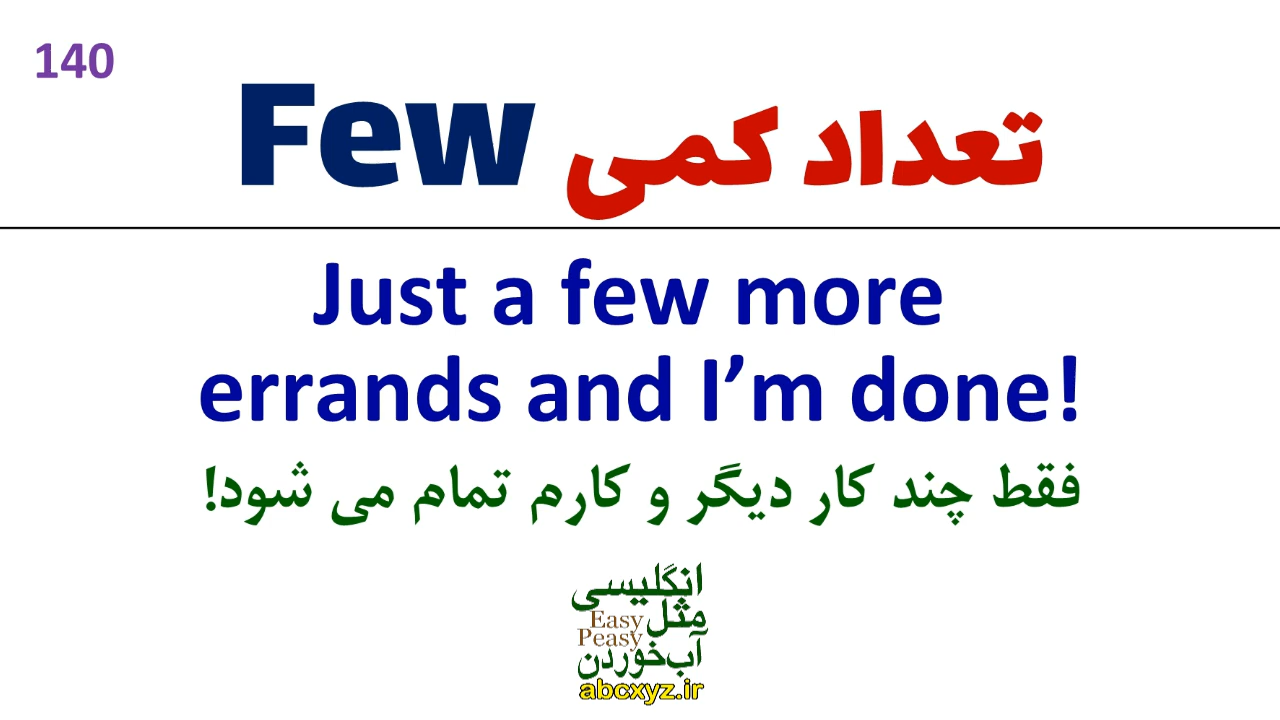 140
Few تعداد کمی
Just a few more
errands and I’m done!
فقط چند کار دیگر و کارم تمام می شود!
انگلیسی
مثل
Easy
Peasy
آب‌خوردن
abcxyz.ir